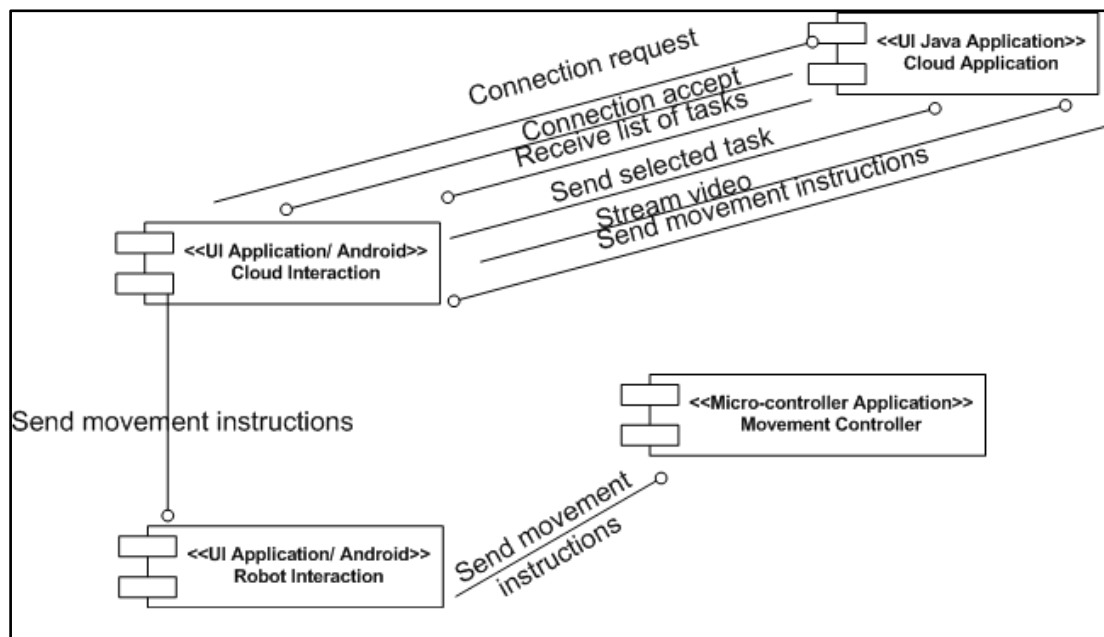 Connection request
<<UI Java Application>>
Cloud Application
Connection accept
Receive list of tasks
Send selected task
Stream video
Send movement instructions
<<UI Application/ Android>>
Cloud Interaction
Send movement instructions
<<Micro-controller Application>>
Movement Controller
<<UI Application/ Android>>
Robot Interaction
Send movement
instructions